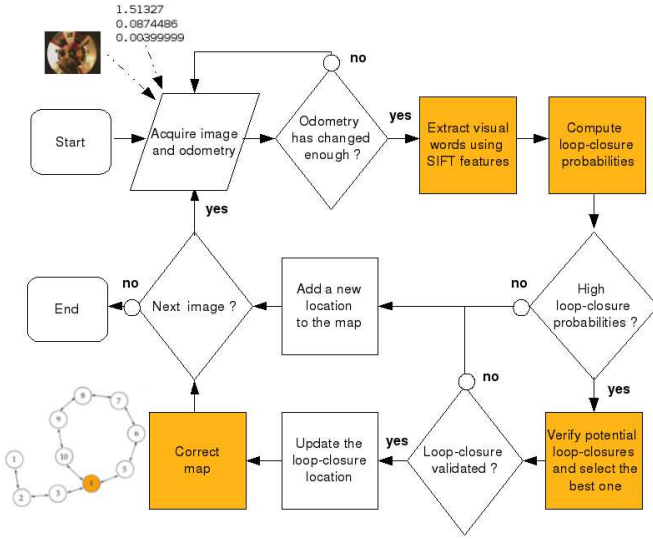 1.51327
0.0874486
0.00399999
no
Start
Acquire image
and odometry
Odometry
has changed
enough ?
yes
Extract visual
words using
SIFT features
Compute
loop-closure
probabilities
yes
End
no
Next image ?
Add a new
location
to the map
no
High
loop-closure
probabilities ?
no
yes
8
7
9
6
10
1
5
4
3
2
Correct
map
Update the
loop-closure
location
yes
Loop-closure
validated ?
Verify potential
loop-closures
and select the
best one